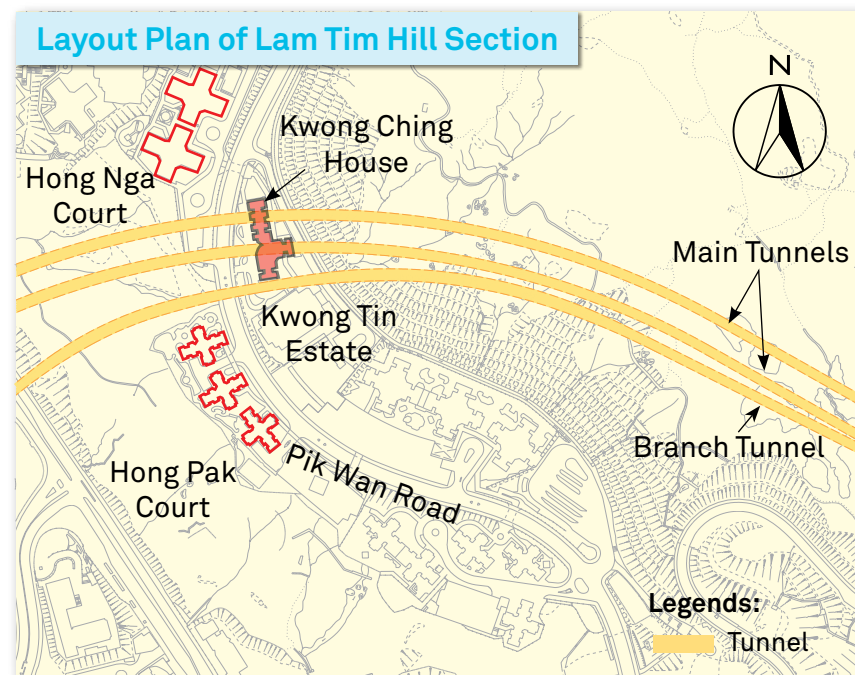 Layout Plan of Lam Tim Hill Section
N
Kwong Ching
House
Hong Nga
Court
Main Tunnels
Kwong Tin
Estate
Branch Tunnel
Hong Pak
Court
Pik Wan Road
Legends:
Tunnel